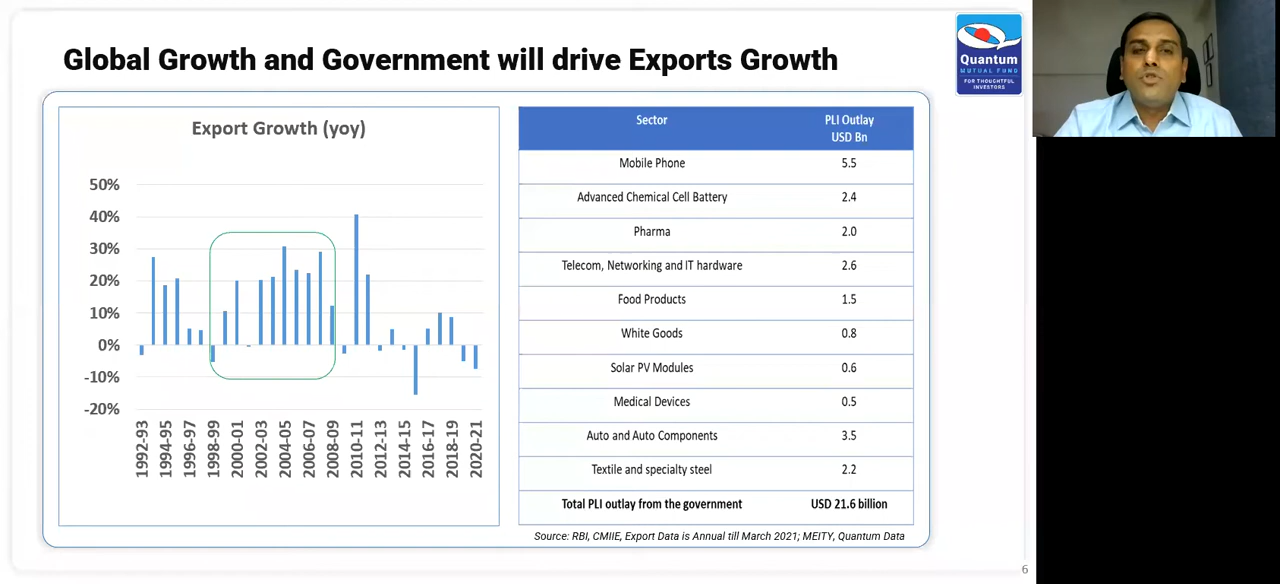 Global Growth and Government will drive Exports Growth
Quantum
MUTUAL FUND
FOR THOUGHTFUL
INVESTORS
Export Growth (yoy)
50%
40%
30%
20%
10%
0%
-10%
-20%
1992-93
1994-95
1996-97
1998-99
2000-01
2002-03
2004-05
2006-07
2008-09
2010-11
2012-13
2014-15
2016-17
2018-19
2020-21
Sector PLI Outlay
USD Bn
Mobile Phone 5.5
Advanced Chemical Cell Battery 2.4
Pharma 2.0
Telecom, Networking and IT hardware 2.6
Food Products 1.5
White Goods 0.8
Solar PV Modules 0.6
Medical Devices 0.5
Auto and Auto Components 3.5
Textile and specialty steel 2.2
Total PLI outlay from the government USD 21.6 billion
Source: RBI, CMIIE, Export Data is Annual till March 2021; MEITY, Quantum Data
6